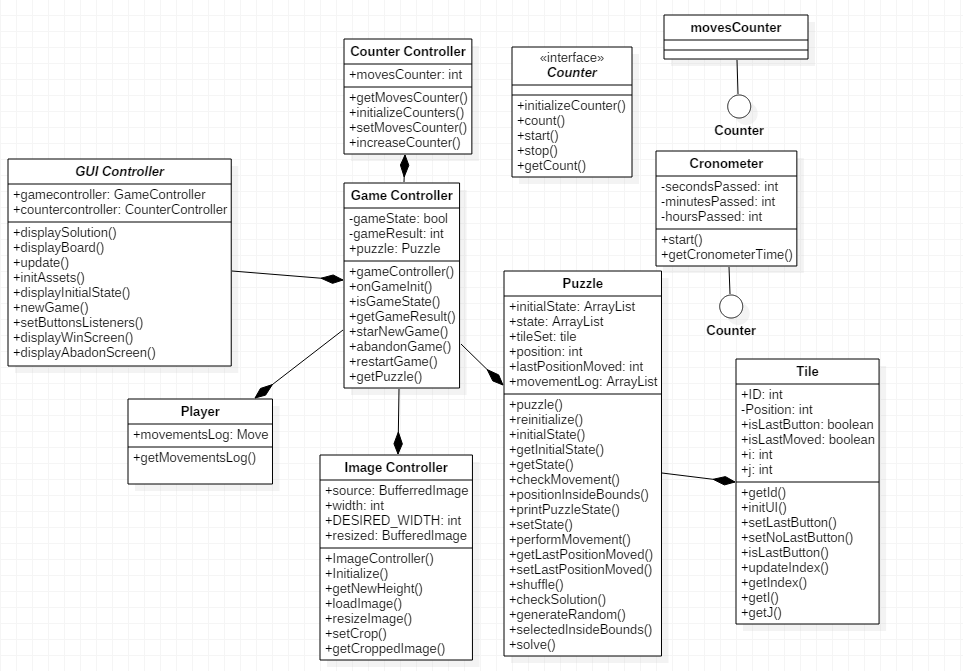 movesCounter
Counter
Counter Controller
+movesCounter: int
+getMovesCounter()
+initializeCounters()
+setMovesCounter()
+increaseCounter()
«interface»
Counter
+initializeCounter()
+count()
+start()
+stop()
+getCount()
Cronometer
-secondsPassed: int
-minutesPassed: int
-hoursPassed: int
+start()
+getCronometerTime()
Counter
GUI Controller
+gamecontroller: GameController
+countercontroller: CounterController
+displaySolution()
+displayBoard()
+update()
+initAssets()
+displayInitialState()
+newGame()
+setButtonsListeners()
+displayWinScreen()
+displayAbadonScreen()
Game Controller
-gameState: bool
-gameResult: int
+puzzle: Puzzle
+gameController()
+onGameInit()
+isGameState()
+getGameResult()
+starNewGame()
+abandonGame()
+restartGame()
+getPuzzle()
Puzzle
+initialState: ArrayList
+state: ArrayList
+tileSet: tile
+position: int
+lastPositionMoved: int
+movementLog: ArrayList
+puzzle()
+reinitialize()
+initialState()
+getInitialState()
+getState()
+checkMovement()
+positionInsideBounds()
+printPuzzleState()
+setState()
+performMovement()
+getLastPositionMoved()
+setLastPositionMoved()
+shuffle()
+checkSolution()
+generateRandom()
+selectedInsideBounds()
+solve()
Tile
+ID: int
-Position: int
+isLastButton: boolean
+isLastMoved: boolean
+i: int
+j: int
+getId()
+initUI()
+setLastButton()
+setNoLastButton()
+isLastButton()
+updateIndex()
+getIndex()
+getI()
+getJ()
Player
+movementsLog: Move
+getMovementsLog()
Image Controller
+source: BufferredImage
+width: int
+DESIRED_WIDTH: int
+resized: BufferedImage
+ImageController()
+Initialize()
+getNewHeight()
+loadImage()
+resizeImage()
+setCrop()
+getCroppedImage()